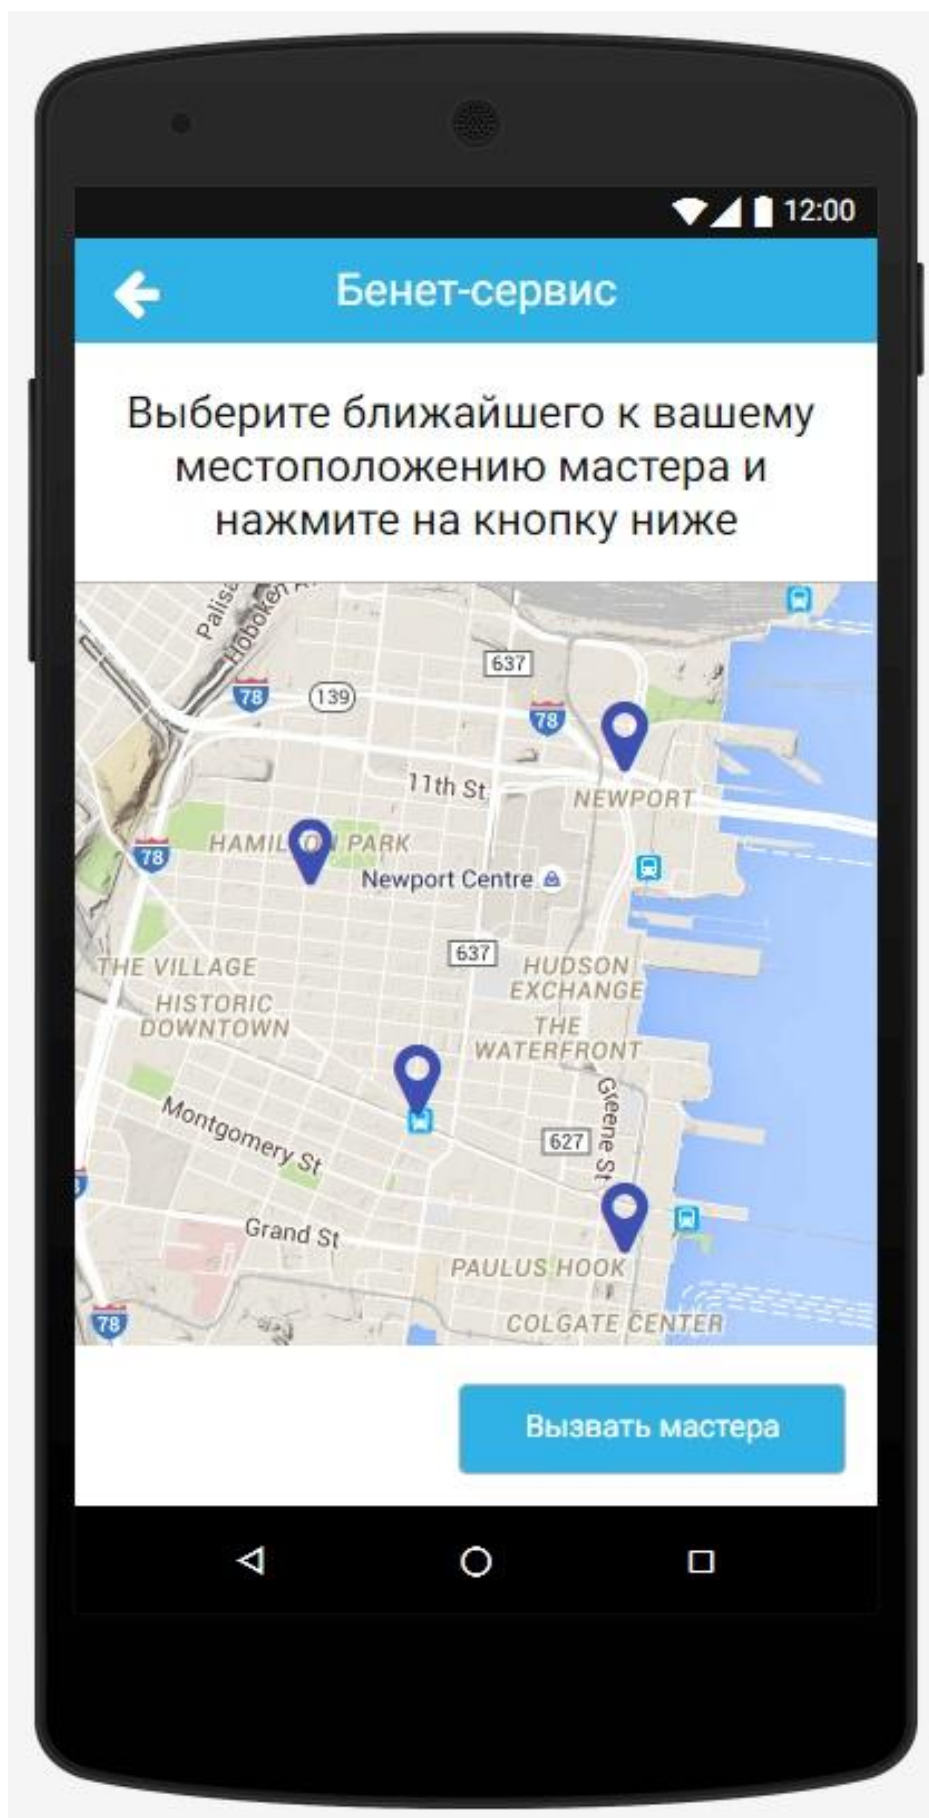 12:00
Бенет-сервис
Выберите ближайшего к вашему
местоположению мастера и
нажмите на кнопку ниже
Hoboken
637
78
139
78
11th St
NEWPORT
HAMILTON PARK
78
Newport Centre
637
THE VILLAGE
HUDSON
EXCHANGE
HISTORIC
DOWNTOWN
THE
WATERFRONT
Montgomery St
Greene St
627
Grand St
PAULUS HOOK
78
COLGATE CENTER
Вызвать мастера